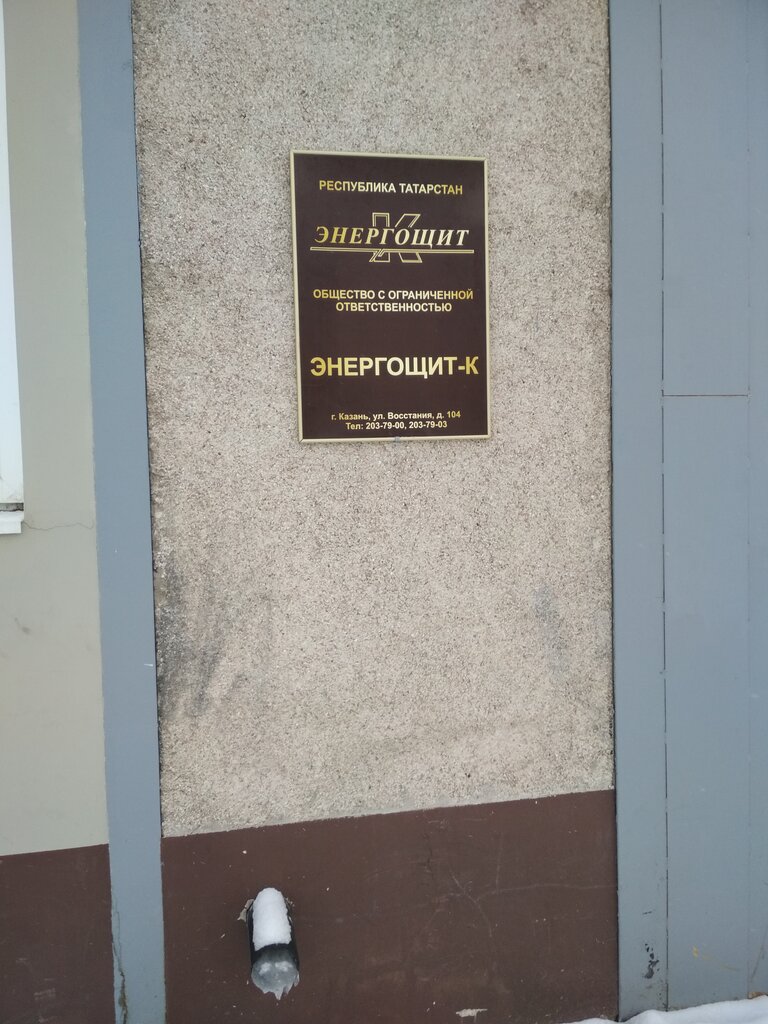 РЕСПУБЛИКА ТАТАРСТАН
К
ЭНЕРГОЩИТ
ОБЩЕСТВО С ОГРАНИЧЕННОЙ
ОТВЕТСТВЕННОСТЬЮ
ЭНЕРГОЩИТ-К
г. Казань, ул. Восстания, д. 104
Тел: 203-79-00, 203-79-03